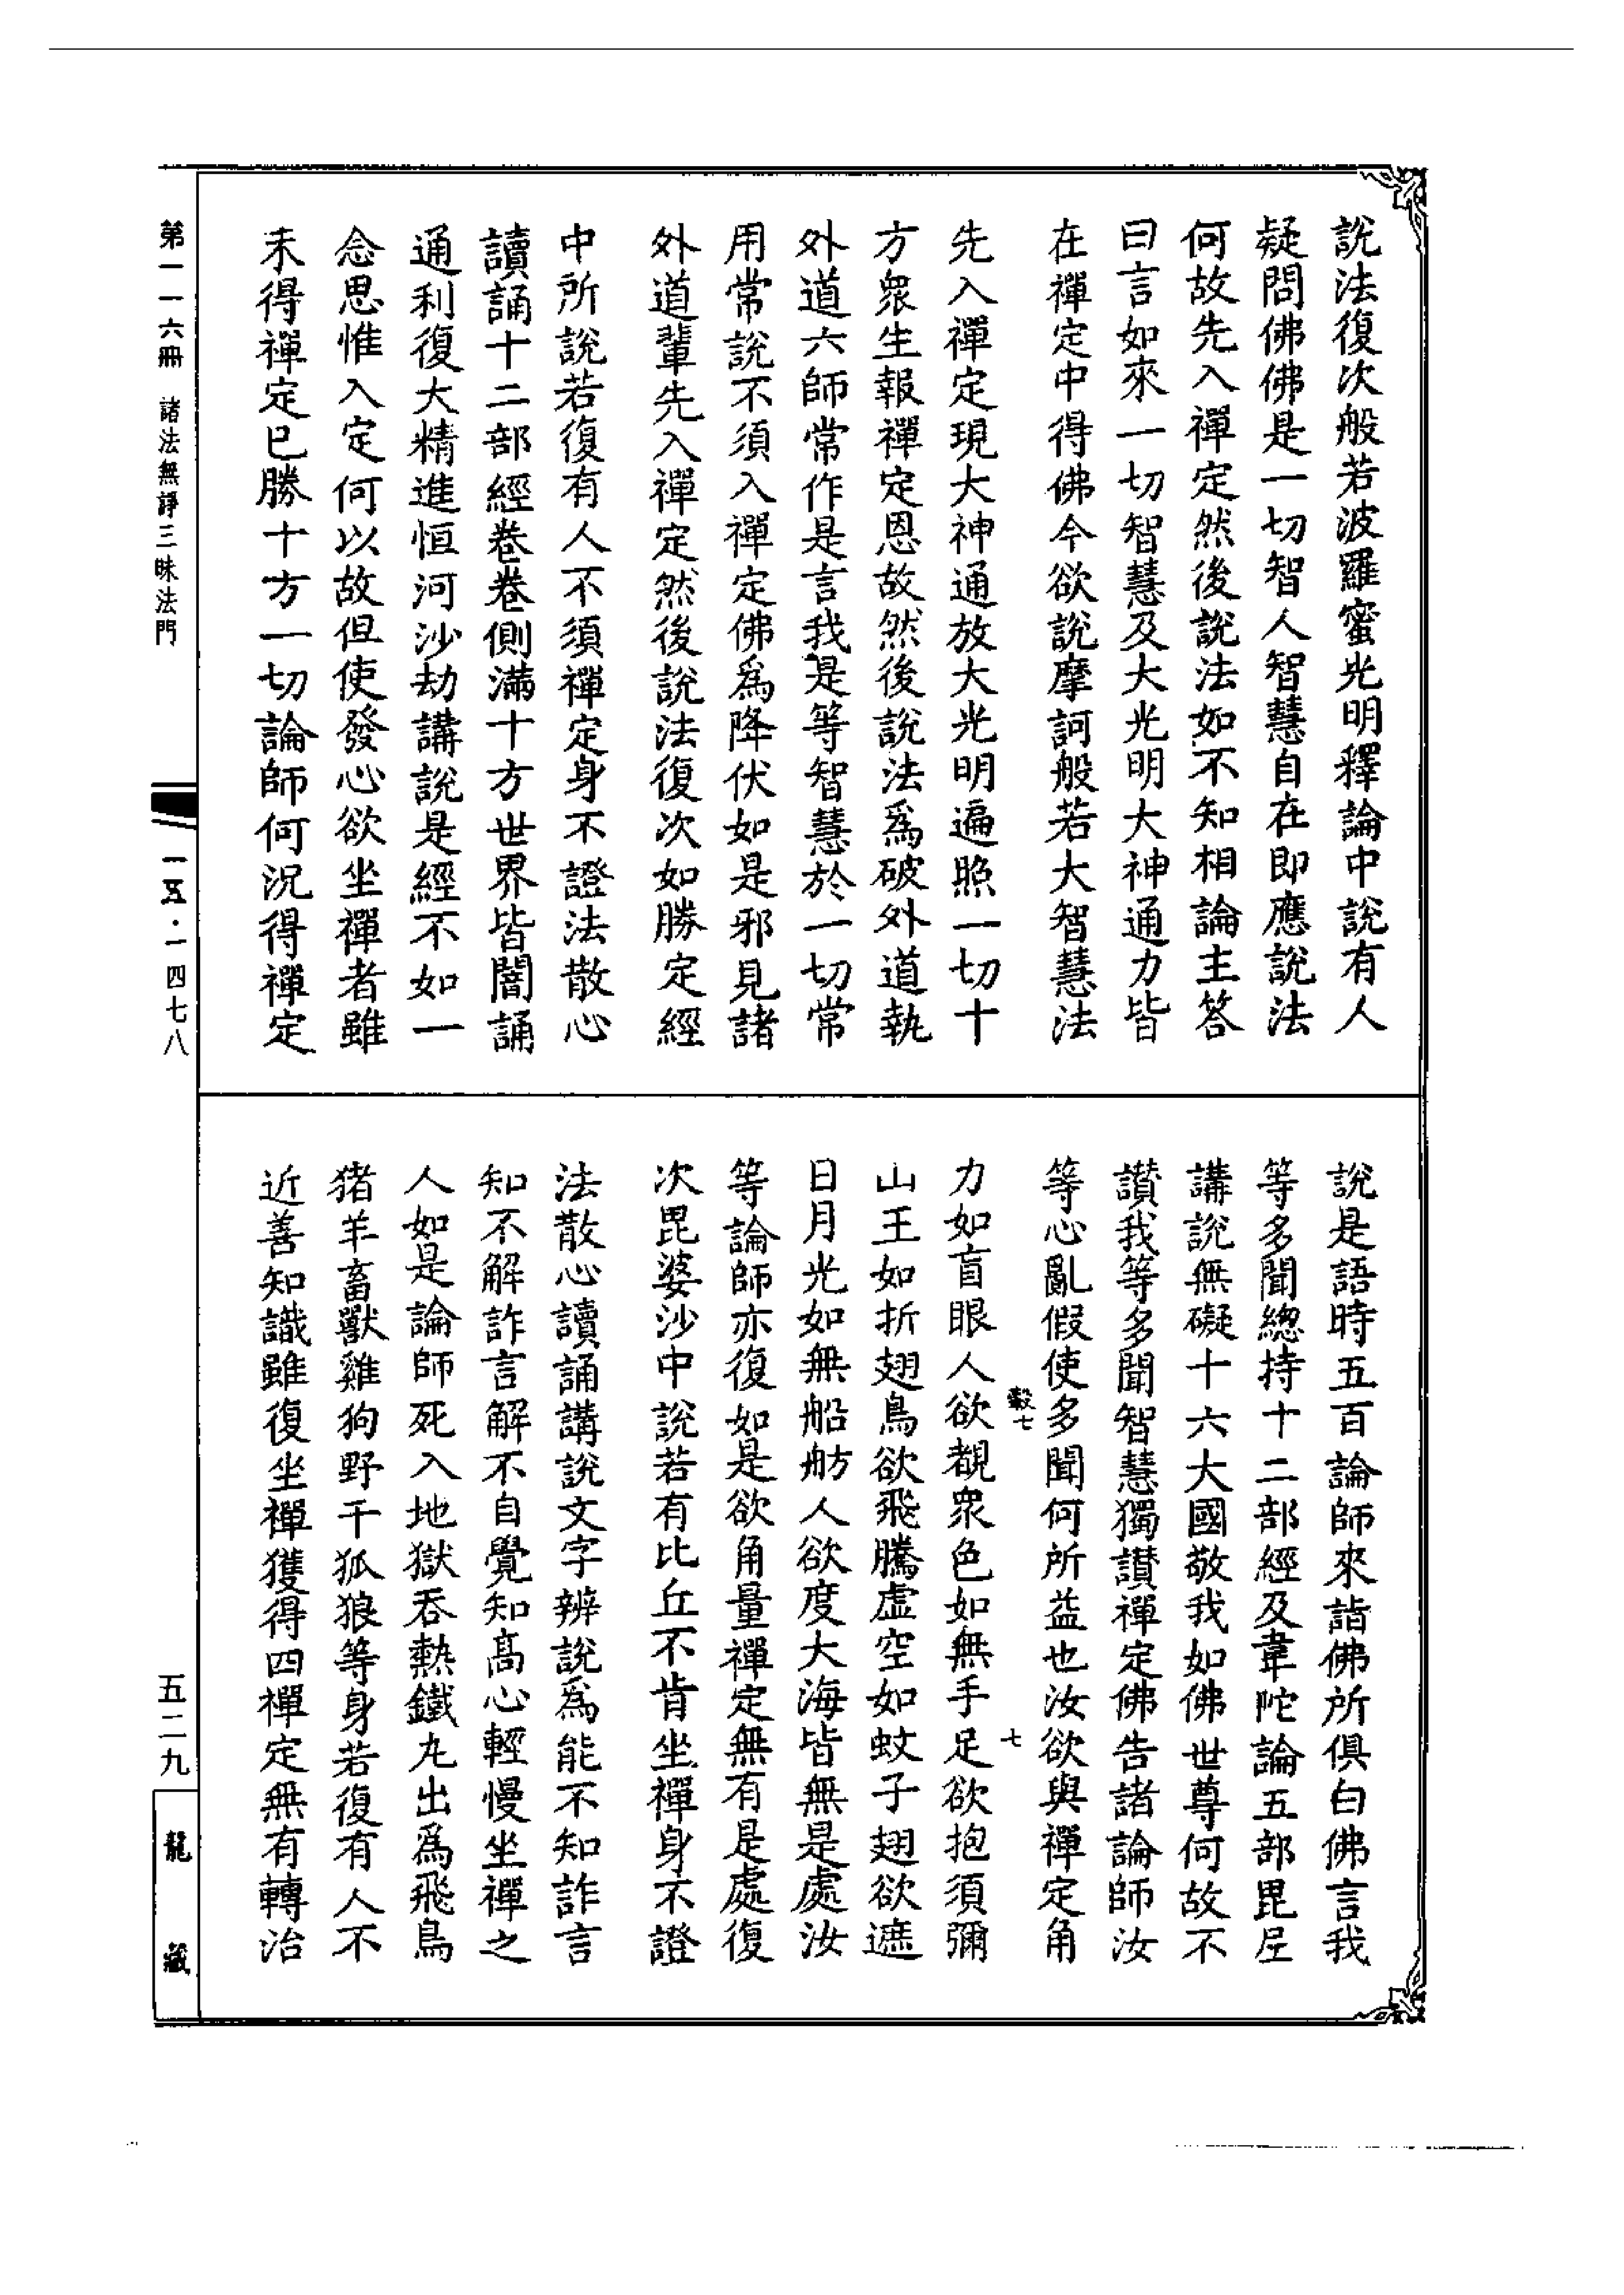 說法復次般若波羅蜜光明釋論中說有人
疑問佛佛是一切智人智慧自在即應說法
何故先入禪定然後說法如不知相論主答
曰言如來一切智慧及大光明大神通力皆
在禪定中得佛今欲說摩訶般若大智慧法
先入禪定現大神通放大光明遍照一切十
方眾生報禪定恩故然後說法爲破外道執
外道六師常作是言我是等智慧於一切常
用常說不須入禪定佛爲降伏如是邪見諸
外道輩先入禪定然後說法復次如勝定經
中所說若復有人不須禪定身不證法散心
讀誦十二部經卷卷側滿十方世界皆闇誦
通利復大精進恒河沙劫講說是經不如一
念思惟入定何以故但使發心欲坐禪者雖
未得禪定已勝十方一切論師何況得禪定
說是語時五百論師來詣佛所俱白佛言我
等多聞總持十二部經及韋陀論五部毘尼
講說無礙十六大國敬我如佛世尊何故不
讚我等多聞智慧獨讚禪定佛告諸論師汝
等心亂假使多聞何所益也汝欲與禪定角
穀七
七
力如盲眼人欲覩眾色如無手足欲抱須彌
山王如折翅鳥欲飛騰虛空如蚊子翅欲遮
日月光如無船舫人欲度大海皆無是處汝
等論師亦復如是欲角量禪定無有是處復
次毘婆沙中說若有比丘不肯坐禪身不證
法散心讀誦講說文字辨說爲能不知詐言
知不解詐言解不自覺知高心輕慢坐禪之
人如是論師死入地獄吞熱鐵丸出爲飛鳥
猪羊畜獸雞狗野干狐狼等身若復有人不
近善知識雖復坐禪獲得四禪定無有轉治
第一一六冊 諸法無諍三昧法門
一五·一四七八
五二九
龍藏